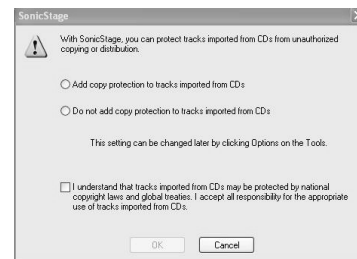 SonicStage
With SonicStage, you can protect tracks imported from CDs from unauthorized
copying or distribution.
Add copy protection to tracks imported from CDs
Do not add copy protection to tracks imported from CDs
This setting can be changed later by clicking Options on the Tools.
I understand that tracks imported from CDs may be protected by national
copyright laws and global treaties. I accept all responsibility for the appropriate
use of tracks imported from CDs.
OK Cancel